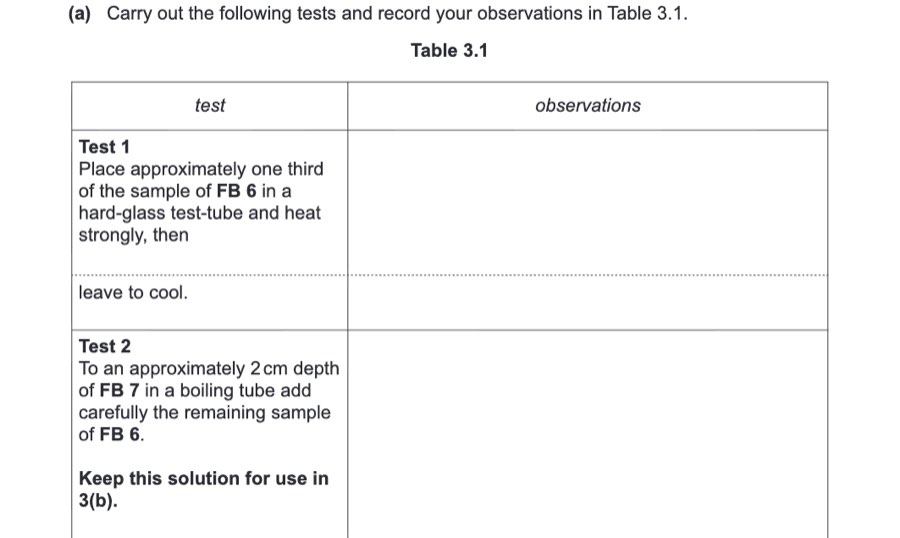 (a) Carry out the following tests and record your observations in Table 3.1.
Table 3.1
test
observations
Test 1
Place approximately one third
of the sample of FB 6 in a
hard-glass test-tube and heat
strongly, then
leave to cool.
Test 2
To an approximately 2 cm depth
of FB 7 in a boiling tube add
carefully the remaining sample
of FB 6.
Keep this solution for use in
3(b).